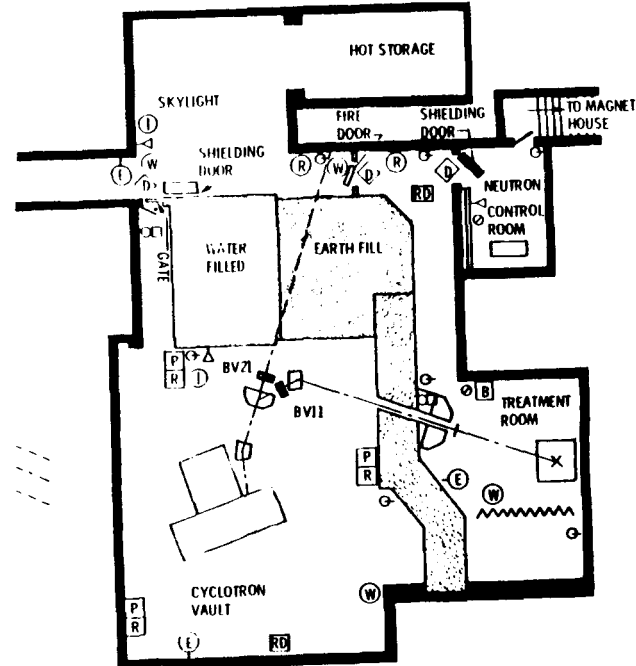 HOT STORAGE
SKYLIGHT
FIRE
DOOR
SHIELDING
DOOR
TO MAGNET
HOUSE
I
W
E
D
SHIELDING
DOOR
R
W
D
R
D
RD
NEUTRON
CONTROL
ROOM
WATER
FILLED
EARTH FILL
GATE
P
R
I
BV21
BV11
B
TREATMENT
ROOM
P
R
E
W
X
CYCLOTRON
VAULT
W
P
R
E
RD